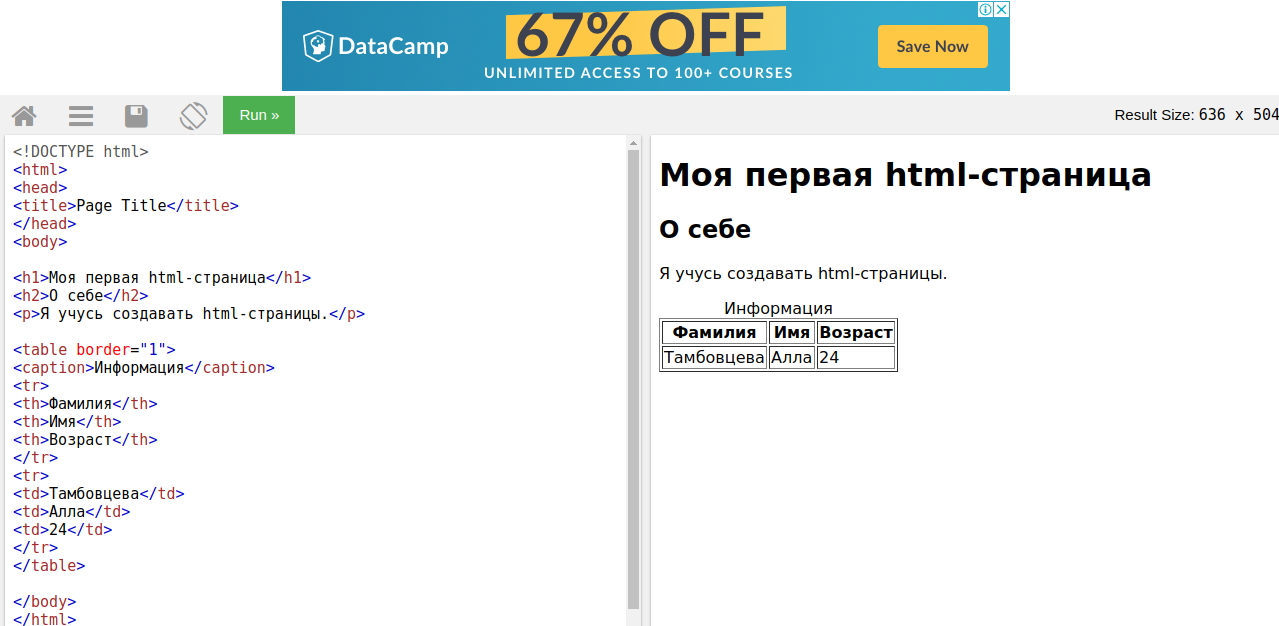 DataCamp
67% OFF
UNLIMITED ACCESS TO 100+ COURSES
Save Now
Run »
Result Size: 636 x 504
<!DOCTYPE html>
<html>
<head>
<title>Page Title</title>
</head>
<body>
<h1>Моя первая html-страница</h1>
<h2>О себе</h2>
<p>Я учусь создавать html-страницы.</p>
<table border="1">
<caption>Информация</caption>
<tr>
<th>Фамилия</th>
<th>Имя</th>
<th>Возраст</th>
</tr>
<tr>
<td>Тамбовцева</td>
<td>Алла</td>
<td>24</td>
</tr>
</table>
</body>
</html>
Моя первая html-страница
О себе
Я учусь создавать html-страницы.
Информация
Фамилия Имя Возраст
Тамбовцева Алла 24